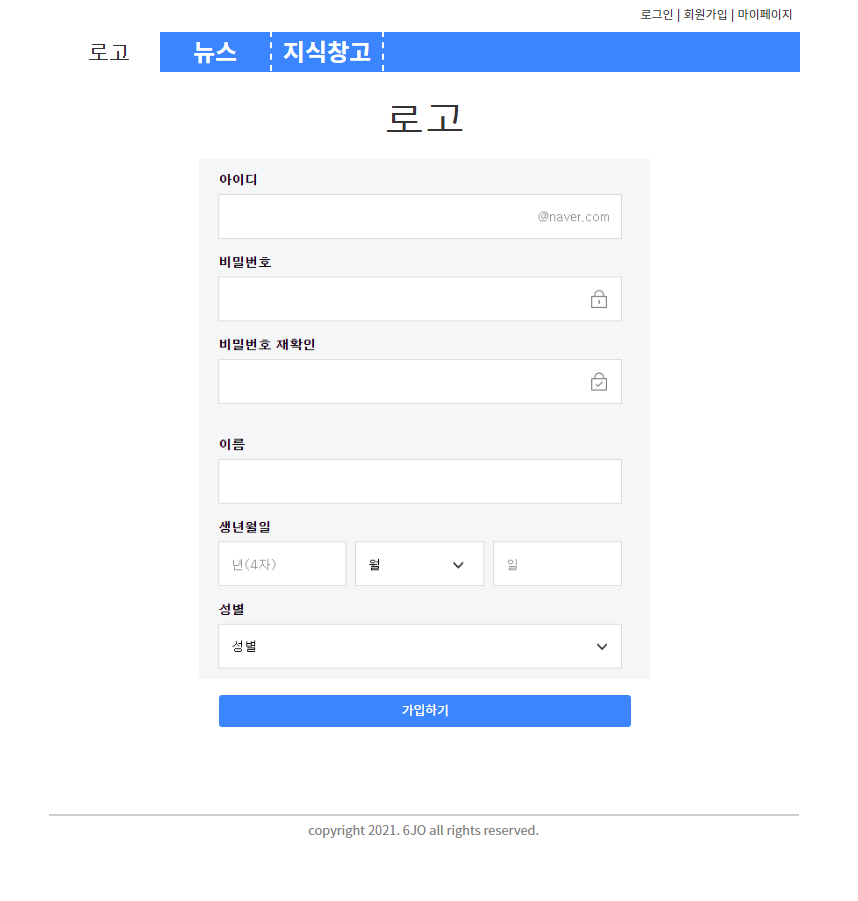 로그인 | 회원가입 | 마이페이지
로고 뉴스 지식창고
로고
아이디
@naver.com
비밀번호
비밀번호 재확인
이름
생년월일
년(4자) 월 일
성별
성별
가입하기
copyright 2021. 6JO all rights reserved.